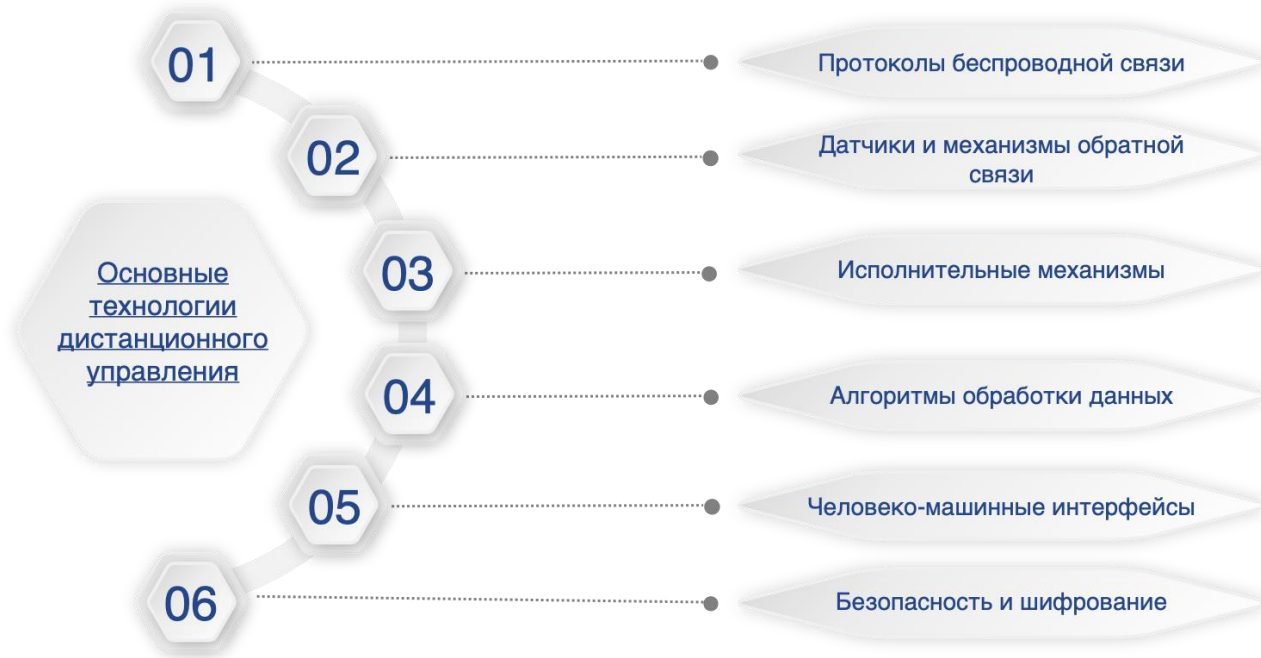 01
Протоколы беспроводной связи
02
Датчики и механизмы обратной
связи
Основные
технологии
дистанционного
управления
03
Исполнительные механизмы
04
Алгоритмы обработки данных
05
Человеко-машинные интерфейсы
06
Безопасность и шифрование